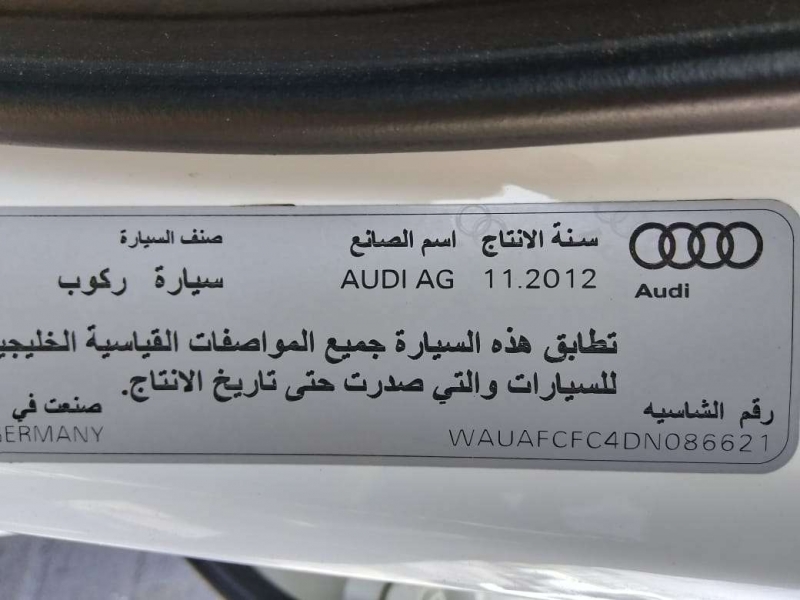 سنة الانتاج اسم الصانع صنف السيارة
Audi
11.2012 AUDI AG سيارة ركوب
تطابق هذه السيارة جميع المواصفات القياسية
للسيارات والتي صدرت حتى تاريخ الانتاج.
رقم الشاسيه صنعت في
WAUAFCFC4DN086621 GERMANY